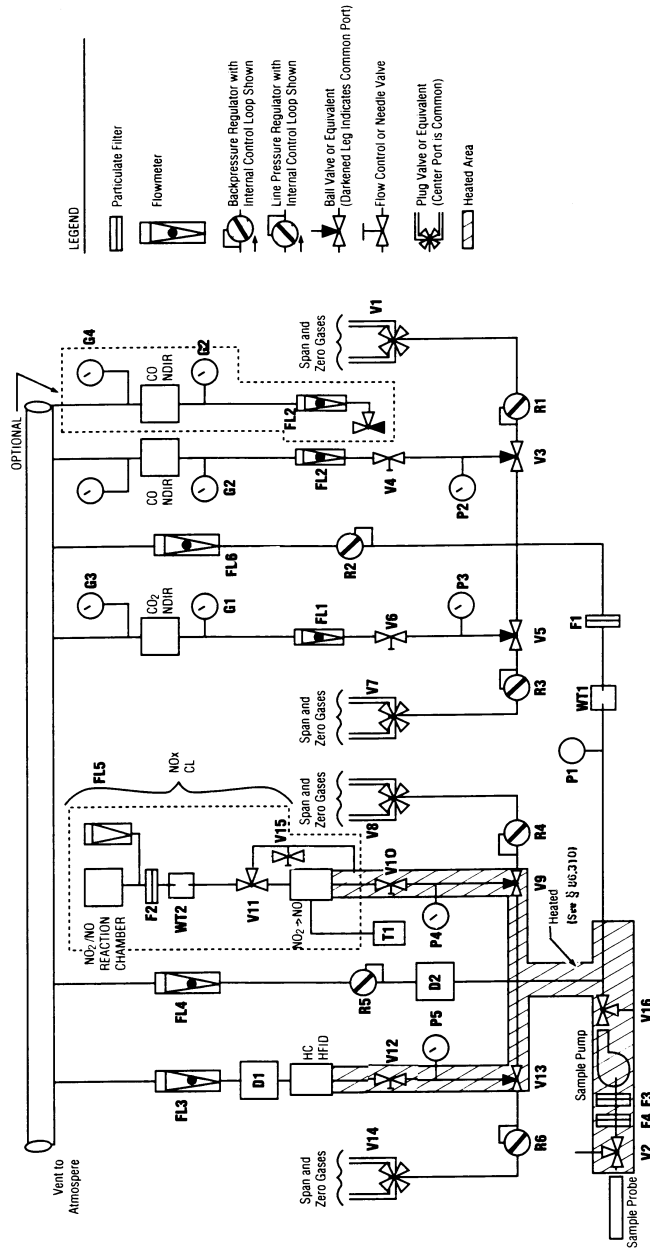 LEGEND
Particulate Filter
Flowmeter
Backpressure Regulator with
Internal Control Loop Shown
Line Pressure Regulator with
Internal Control Loop Shown
Ball Valve or Equivalent
(Darkened Leg Indicates Common Port)
Flow Control or Needle Valve
Plug Valve or Equivalent
(Center Port is Common)
Heated Area
Vent to
Atmospere
OPTIONAL
G4
CO
NDIR
G2
FL2
Span and
Zero Gases
V1
R1
CO
NDIR
G2
FL2
V4
P2
V3
FL6
R2
G3
CO2
NDIR
G1
FL1
V6
P3
V5
F1
WT1
P1
Span and
Zero Gases
V7
R3
Span and
Zero Gases
V8
R4
NOx
CL
FL5
NO2/NO
REACTION
CHAMBER
F2
WT2
V11
V15
NO2→NO
T1
V10
P4
V9
Heated
FL4
R5
D2
FL3
D1
HC
HFID
V12
P5
V13
Span and
Zero Gases
V14
R6
Sample Pump
V16
F3
F4
V2
Sample Probe